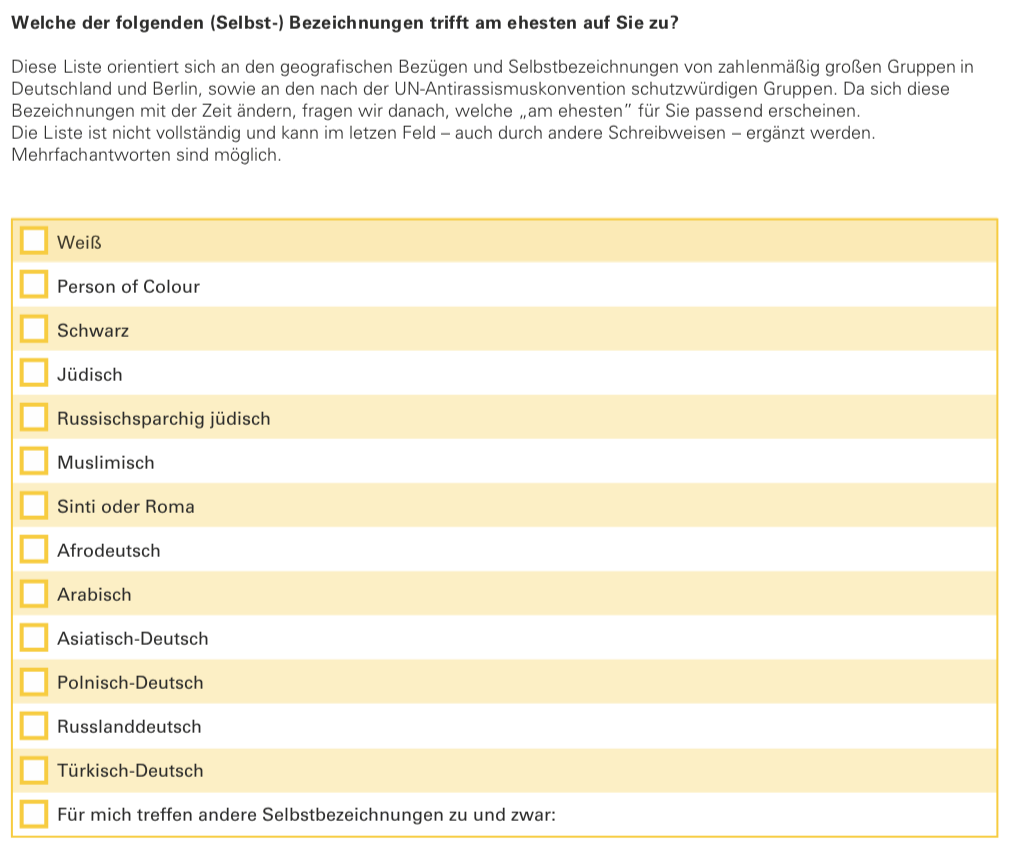 Welche der folgenden (Selbst-) Bezeichnungen trifft am ehesten auf Sie zu?
Diese Liste orientiert sich an den geografischen Bezügen und Selbstbezeichnungen von zahlenmäßig großen Gruppen in
Deutschland und Berlin, sowie an den nach der UN-Antirassismuskonvention schutzwürdigen Gruppen. Da sich diese
Bezeichnungen mit der Zeit ändern, fragen wir danach, welche „am ehesten“ für Sie passend erscheinen.
Die Liste ist nicht vollständig und kann im letzen Feld – auch durch andere Schreibweisen – ergänzt werden.
Mehrfachantworten sind möglich.
Weiß
Person of Colour
Schwarz
Jüdisch
Russischsparchig jüdisch
Muslimisch
Sinti oder Roma
Afrodeutsch
Arabisch
Asiatisch-Deutsch
Polnisch-Deutsch
Russlanddeutsch
Türkisch-Deutsch
Für mich treffen andere Selbstbezeichnungen zu und zwar: